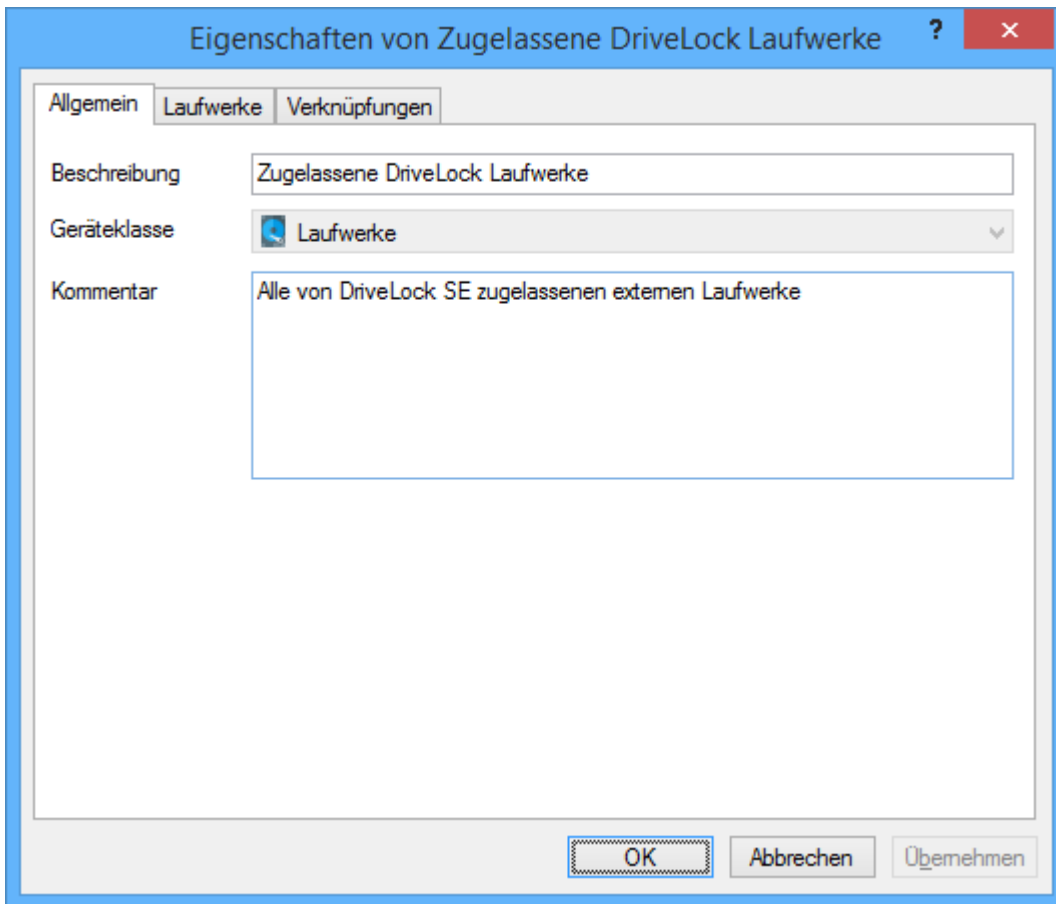 Eigenschaften von Zugelassene DriveLock Laufwerke ?
Allgemein Laufwerke Verknüpfungen
Beschreibung Zugelassene DriveLock Laufwerke
Geräteklasse Laufwerke
Kommentar Alle von DriveLock SE zugelassenen externen Laufwerke
OK Abbrechen Übernehmen